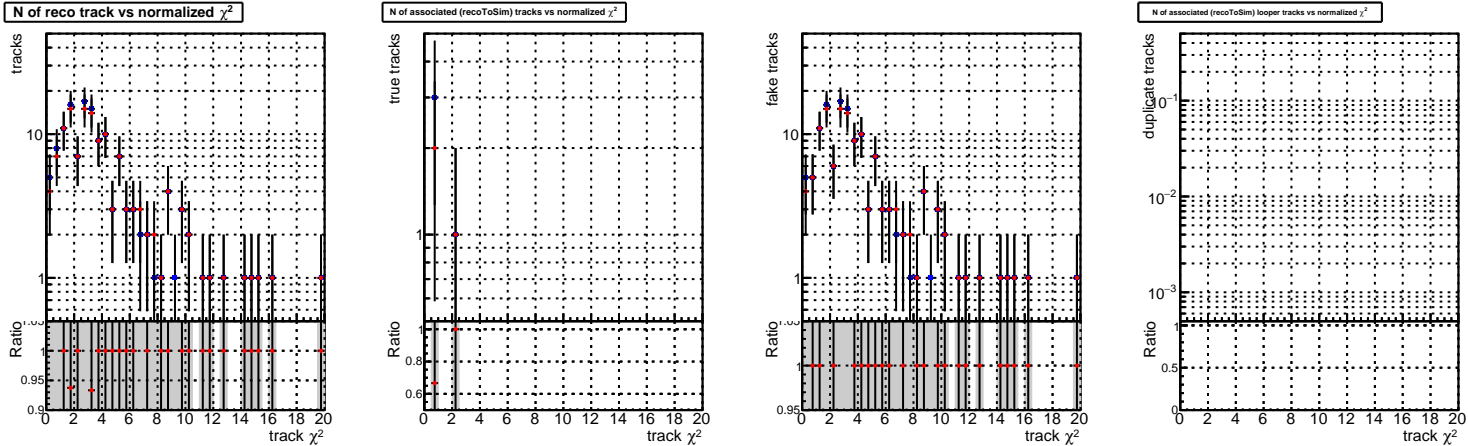 N of reco track vs normalized χ²
tracks
10
1
Ratio
1.05
1
0.95
0.9
0 2 4 6 8 10 12 14 16 18 20
track χ²
N of associated (recoToSim) tracks vs normalized χ²
true tracks
1
Ratio
1
0.8
0.6
0 2 4 6 8 10 12 14 16 18 20
track χ²
fake tracks
10
1
Ratio
1.05
1
0.95
0 2 4 6 8 10 12 14 16 18 20
track χ²
N of associated (recoToSim) looper tracks vs normalized χ²
duplicate tracks
10⁻¹
10⁻²
10⁻³
Ratio
1
0.5
0
0 2 4 6 8 10 12 14 16 18 20
track χ²